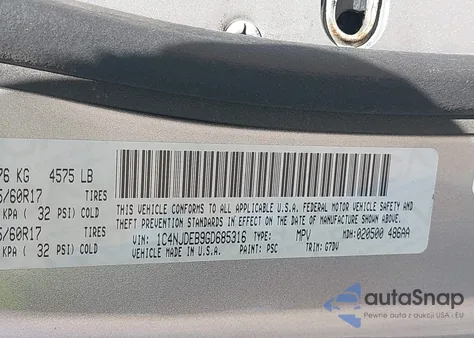 76 KG 4575 LB
5/60R17 TIRES
KPA ( 32 PSI) COLD
5/60R17 TIRES
KPA ( 32 PSI) COLD
THIS VEHICLE CONFORMS TO ALL APPLICABLE U.S.A. FEDERAL MOTOR VEHICLE SAFETY
AND THEFT PREVENTION STANDARDS IN EFFECT ON THE DATE OF MANUFACTURE SHOWN ABOVE.
VIN: 1C4NJDEB9GD685316 TYPE: MPV MDH: 020500 486AA
VEHICLE MADE IN U.S.A. PAINT: PSC TRIM: G7DV
autaSnap
Pewne auta z aukcji USA i EU